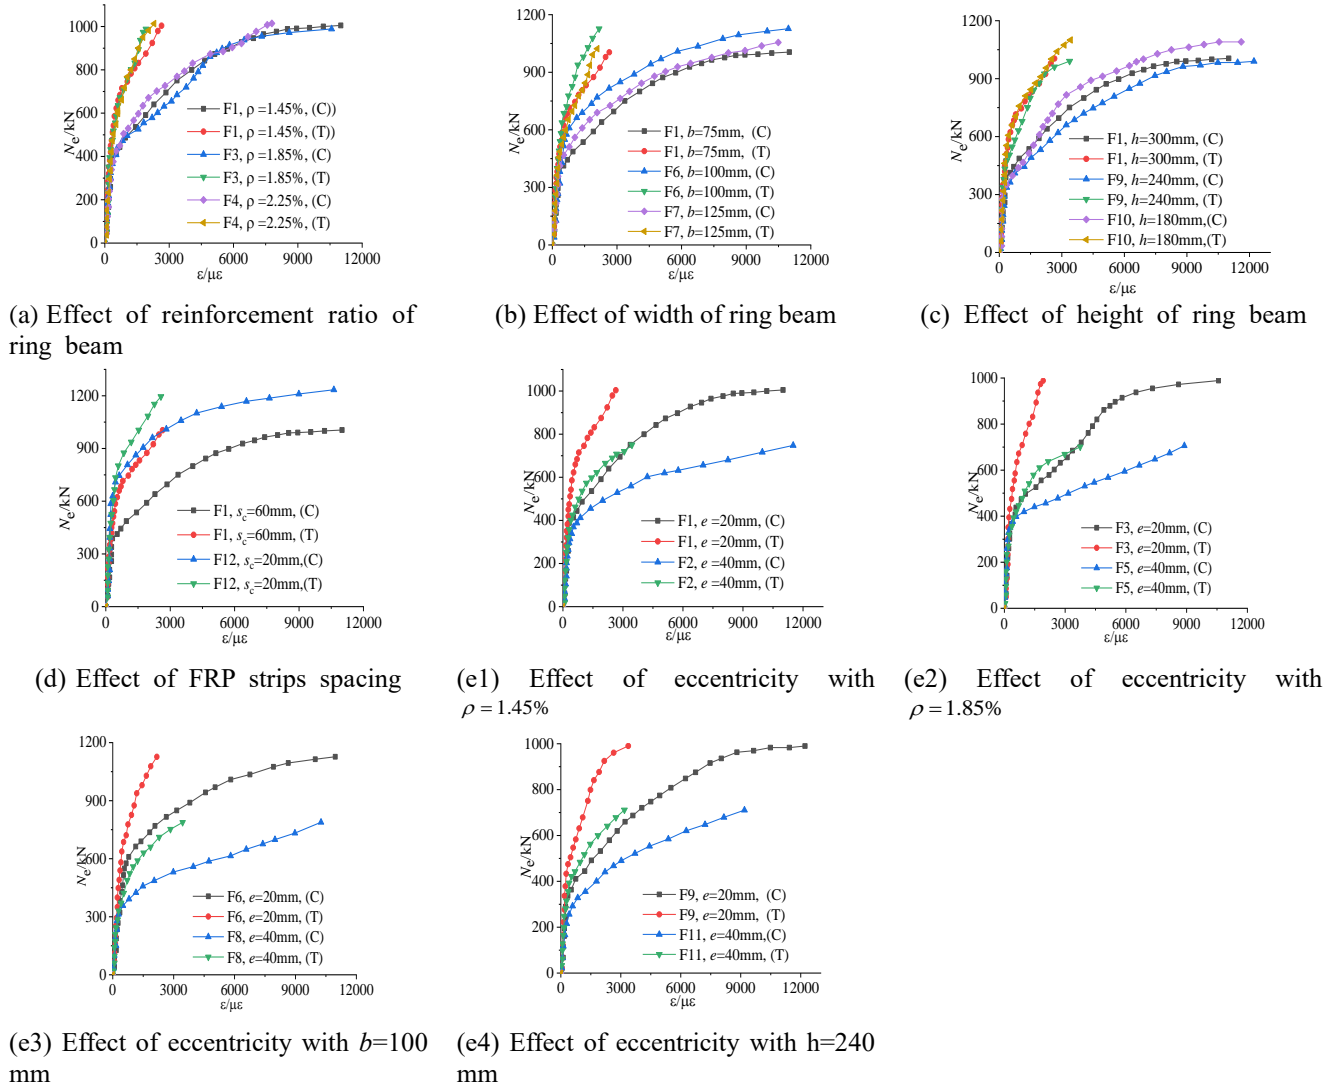 1000
800
600
400
200
0
0 3000 6000 9000 12000
Ne/kN
ε/με
F1, ρ =1.45%, (C))
F1, ρ =1.45%, (T))
F3, ρ =1.85%, (C)
F3, ρ =1.85%, (T)
F4, ρ =2.25%, (C)
F4, ρ =2.25%, (T)
(a) Effect of reinforcement ratio of
ring beam
1200
900
600
300
0
0 3000 6000 9000 12000
Ne/kN
ε/με
F1, b=75mm, (C)
F1, b=75mm, (T)
F6, b=100mm, (C)
F6, b=100mm, (T)
F7, b=125mm, (C)
F7, b=125mm, (T)
(b) Effect of width of ring beam
1200
900
600
300
0
0 3000 6000 9000 12000
Ne/kN
ε/με
F1, h=300mm, (C)
F1, h=300mm, (T)
F9, h=240mm, (C)
F9, h=240mm, (T)
F10, h=180mm,(C)
F10, h=180mm,(T)
(c) Effect of height of ring beam
1200
900
600
300
0
0 3000 6000 9000 12000
Ne/kN
ε/με
F1, sc=60mm, (C)
F1, sc=60mm, (T)
F12, sc=20mm,(C)
F12, sc=20mm,(T)
(d) Effect of FRP strips spacing
1000
800
600
400
200
0
0 3000 6000 9000 12000
Ne/kN
ε/με
F1, e =20mm, (C)
F1, e =20mm, (T)
F2, e =40mm, (C)
F2, e =40mm, (T)
(e1) Effect of eccentricity with
ρ = 1.45%
1000
800
600
400
200
0
0 3000 6000 9000 12000
Ne/kN
ε/με
F3, e=20mm, (C)
F3, e=20mm, (T)
F5, e=40mm, (C)
F5, e=40mm, (T)
(e2) Effect of eccentricity with
ρ = 1.85%
1200
900
600
300
0
0 3000 6000 9000 12000
Ne/kN
ε/με
F6, e=20mm, (C)
F6, e=20mm, (T)
F8, e=40mm, (C)
F8, e=40mm, (T)
(e3) Effect of eccentricity with b=100
mm
1000
800
600
400
200
0
0 3000 6000 9000 12000
Ne/kN
ε/με
F9, e=20mm, (C)
F9, e=20mm, (T)
F11, e=40mm,(C)
F11, e=40mm, (T)
(e4) Effect of eccentricity with h=240
mm